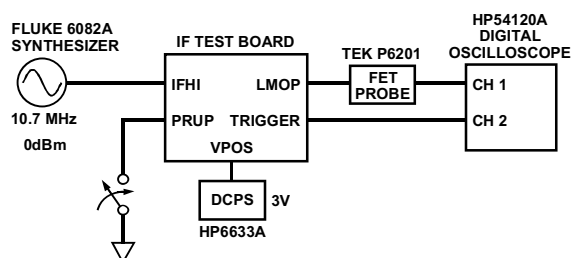 FLUKE 6082A
SYNTHESIZER
10.7 MHz
0dBm
IF TEST BOARD
IFHI
LMOP
PRUP
TRIGGER
VPOS
DCPS
3V
HP6633A
TEK P6201
FET
PROBE
HP54120A
DIGITAL
OSCILLOSCOPE
CH 1
CH 2